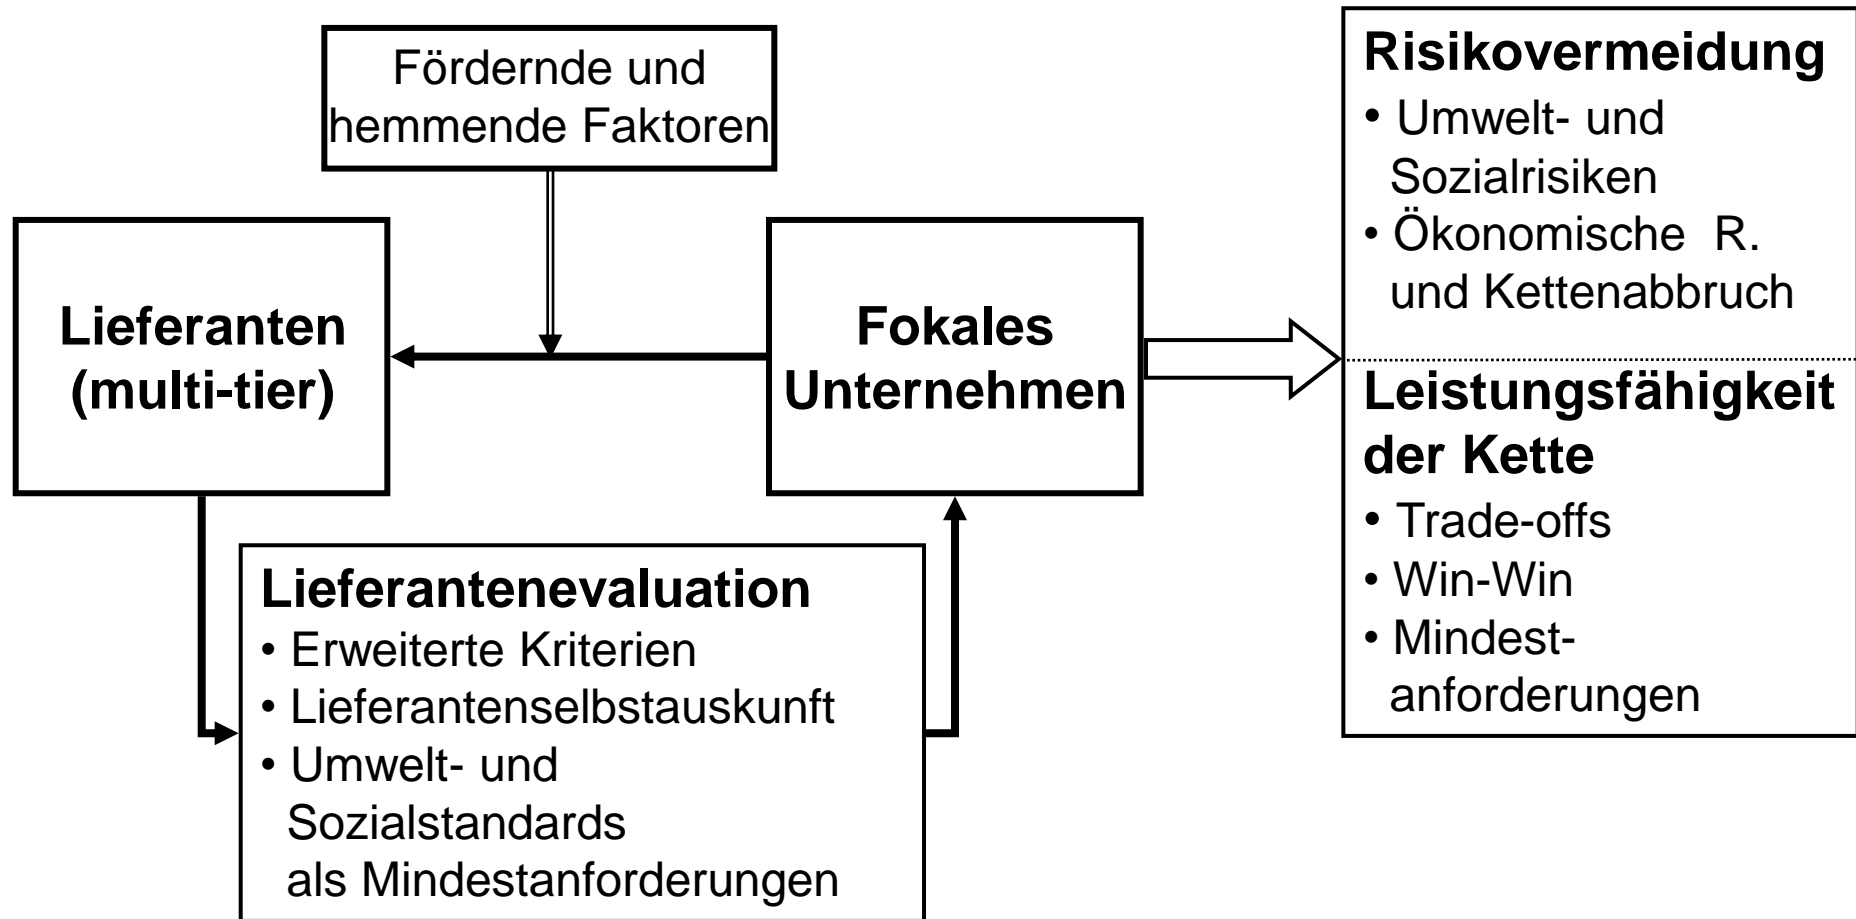 Fördernde und
hemmende Faktoren
Lieferanten
(multi-tier)
Fokales
Unternehmen
Lieferantenevaluation
• Erweiterte Kriterien
• Lieferantenselbstauskunft
• Umwelt- und
Sozialstandards
als Mindestanforderungen
Risikovermeidung
• Umwelt- und
Sozialrisiken
• Ökonomische R.
und Kettenabbruch
Leistungsfähigkeit
der Kette
• Trade-offs
• Win-Win
• Mindest-
anforderungen